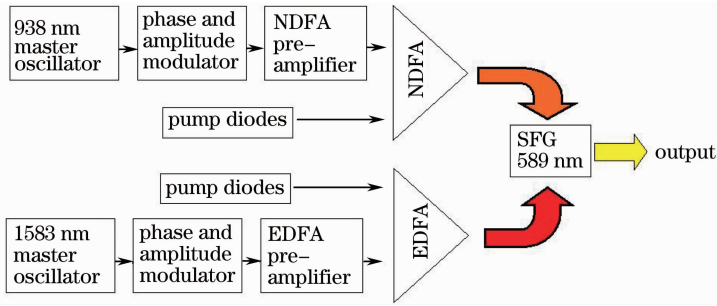 938 nm
master
oscillator
phase and
amplitude
modulator
NDFA
pre-
amplifier
NDFA
pump diodes
SFG
589 nm
output
pump diodes
EDFA
1583 nm
master
oscillator
phase and
amplitude
modulator
EDFA
pre-
amplifier